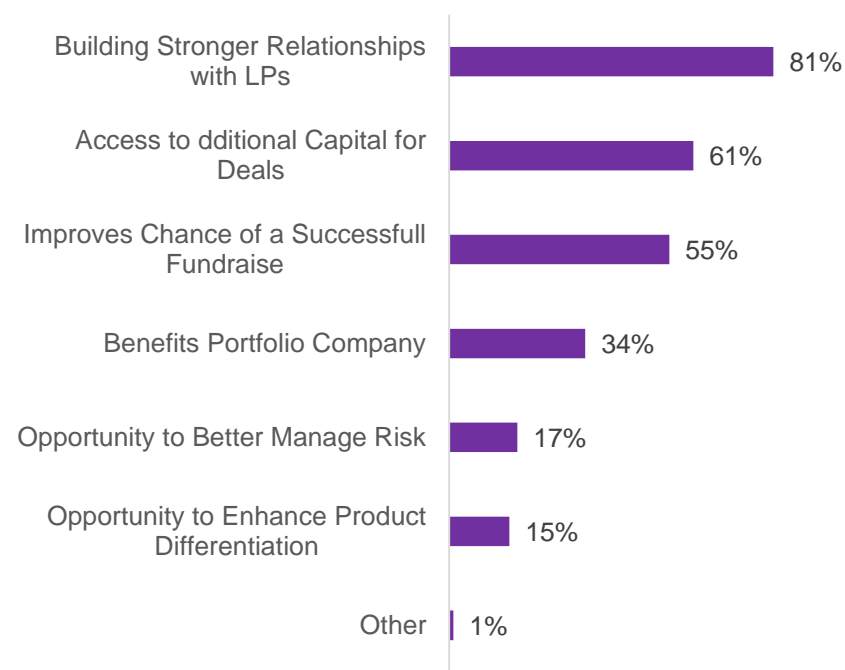 Building Stronger Relationships
with LPs
81%
Access to dditional Capital for
Deals
61%
Improves Chance of a Successfull
Fundraise
55%
Benefits Portfolio Company
34%
Opportunity to Better Manage Risk
17%
Opportunity to Enhance Product
Differentiation
15%
Other
1%